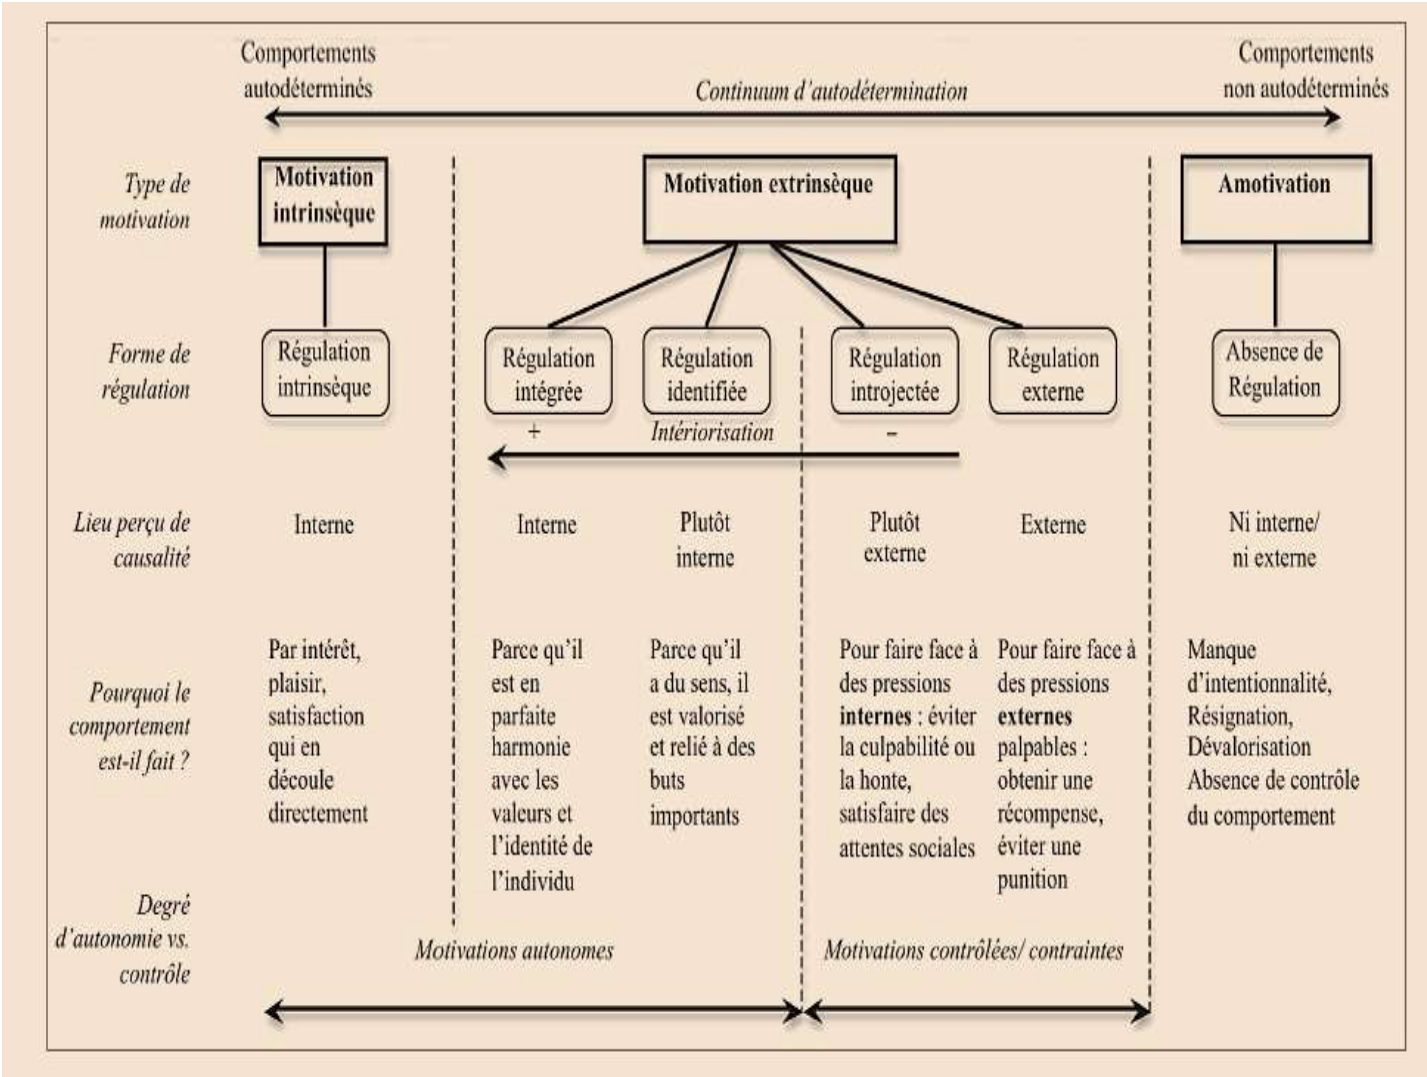 Comportements
autodéterminés
Continuum d'autodétermination
Comportements
non autodéterminés
Type de
motivation
Motivation
intrinsèque
Motivation extrinsèque
Amotivation
Forme de
régulation
Régulation
intrinsèque
Régulation
intégrée
Régulation
identifiée
Régulation
introjectée
Régulation
externe
Absence de
Régulation
+ Intériorisation –
Lieu perçu de
causalité
Interne
Interne
Plutôt
interne
Plutôt
externe
Externe
Ni interne/
ni externe
Pourquoi le
comportement
est-il fait ?
Par intérêt,
plaisir,
satisfaction
qui en
découle
directement
Parce qu'il
est en
parfaite
harmonie
avec les
valeurs et
l'identité de
l'individu
Parce qu'il
a du sens, il
est valorisé
et relié à des
buts
importants
Pour faire face à
des pressions
internes : éviter
la culpabilité ou
la honte,
satisfaire des
attentes sociales
Pour faire face à
des pressions
externes
palpables :
obtenir une
récompense,
éviter une
punition
Manque
d'intentionnalité,
Résignation,
Dévalorisation
Absence de contrôle
du comportement
Degré
d'autonomie vs.
contrôle
Motivations autonomes
Motivations contrôlées/ contraintes